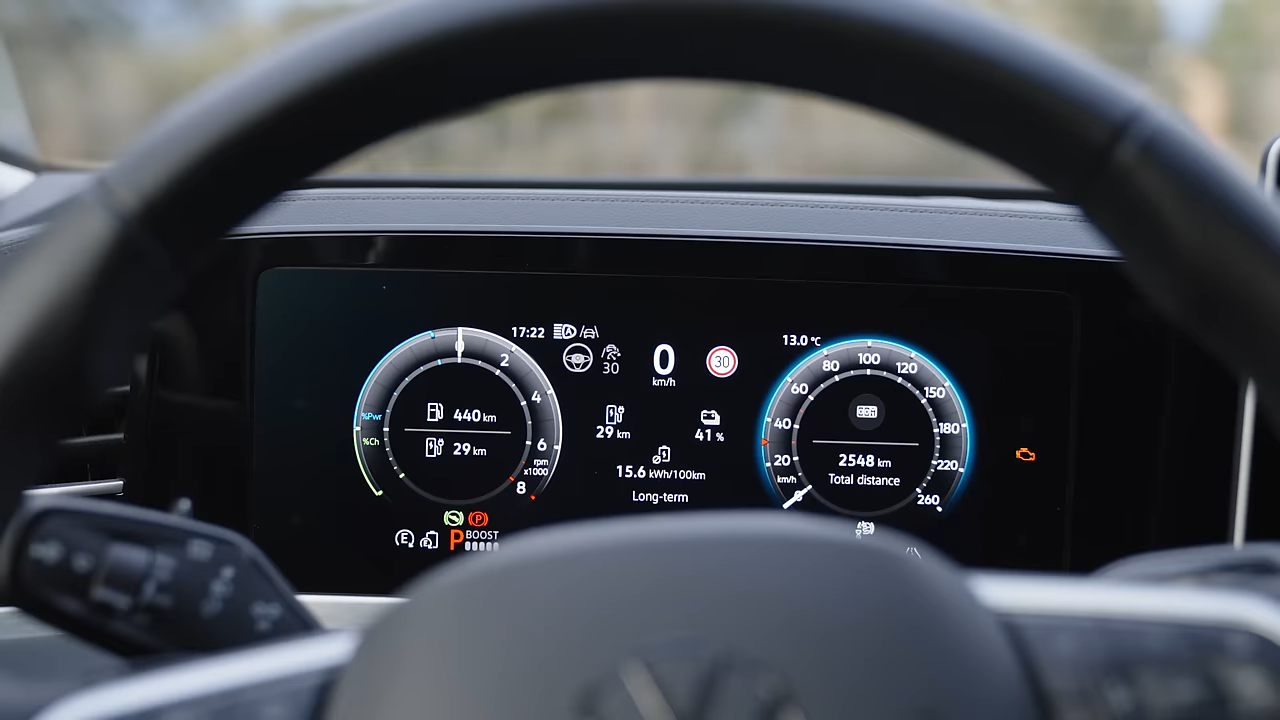 17:22
A
30
0
km/h
30
13.0 °C
0
2
4
6
8
rpm
x1000
%Pwr
%Ch
440 km
29 km
29 km
41 %
15.6 kWh/100km
Long-term
0
20
40
60
80
100
120
150
180
220
260
km/h
2548 km
Total distance
P
E
E
P
BOOST